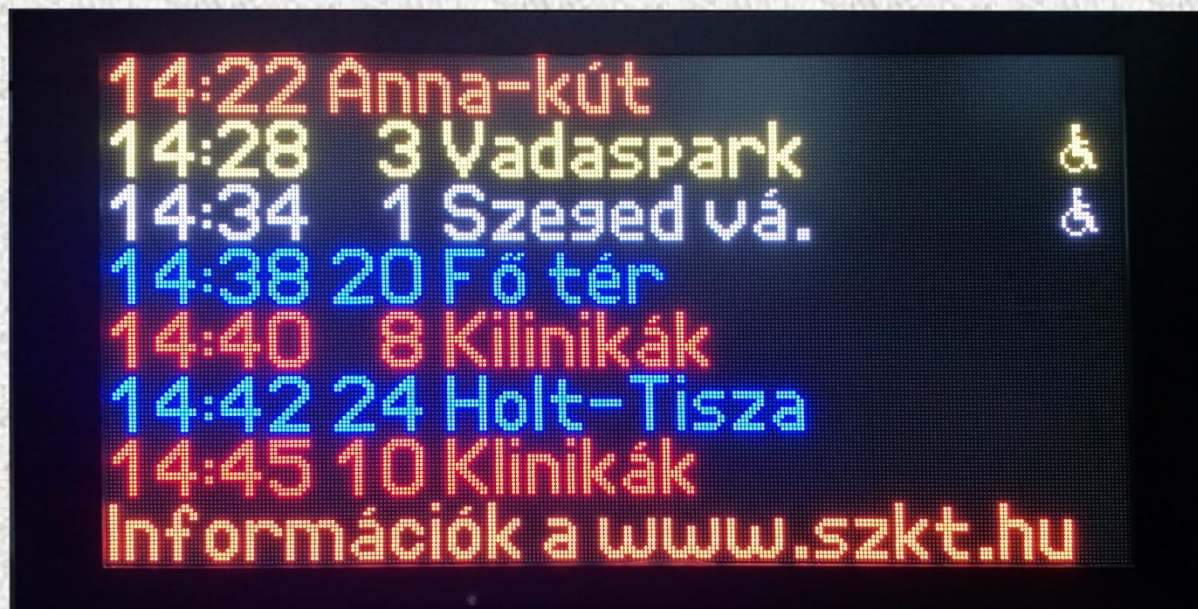 14:22 Anna-kút
14:28 3 Vadaspark
14:34 1 Szeged vá.
14:38 20 Fő tér
14:40 8 Kilinikák
14:42 24 Holt-Tisza
14:45 10 Klinikák
Információk a www.szkt.hu